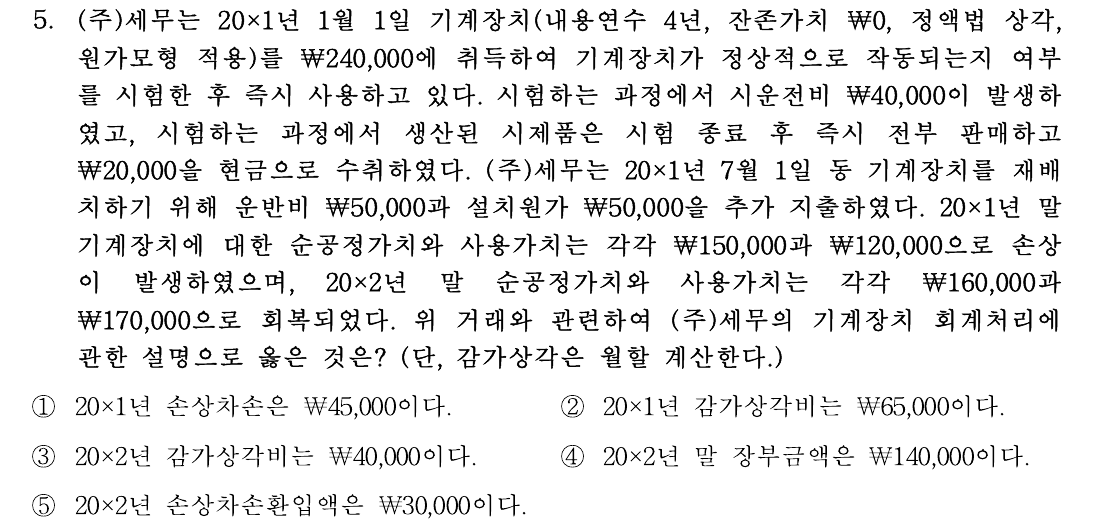 5. (주)세무는 20×1년 1월 1일 기계장치(내용연수 4년, 잔존가치 ₩0, 정액법 상각,
원가모형 적용)를 ₩240,000에 취득하여 기계장치가 정상적으로 작동되는지 여부
를 시험한 후 즉시 사용하고 있다. 시험하는 과정에서 시운전비 ₩40,000이 발생하
였고, 시험하는 과정에서 생산된 시제품은 시험 종료 후 즉시 전부 판매하고
₩20,000을 현금으로 수취하였다. (주)세무는 20×1년 7월 1일 동 기계장치를 재배
치하기 위해 운반비 ₩50,000과 설치원가 ₩50,000을 추가 지출하였다. 20×1년 말
기계장치에 대한 순공정가치와 사용가치는 각각 ₩150,000과 ₩120,000으로 손상
이 발생하였으며, 20×2년 말 순공정가치와 사용가치는 각각 ₩160,000과
₩170,000으로 회복되었다. 위 거래와 관련하여 (주)세무의 기계장치 회계처리에
관한 설명으로 옳은 것은? (단, 감가상각은 월할 계산한다.)
① 20×1년 손상차손은 ₩45,000이다. ② 20×1년 감가상각비는 ₩65,000이다.
③ 20×2년 감가상각비는 ₩40,000이다. ④ 20×2년 말 장부금액은 ₩140,000이다.
⑤ 20×2년 손상차손환입액은 ₩30,000이다.